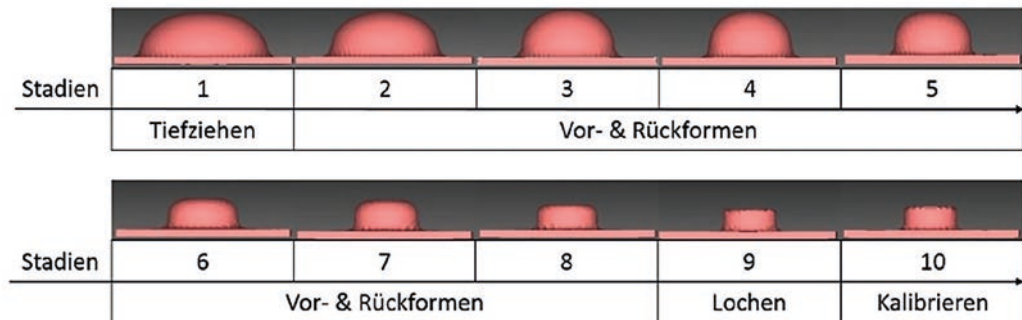 Stadien 1 2 3 4 5
Tiefziehen Vor- & Rückformen
Stadien 6 7 8 9 10
Vor- & Rückformen Lochen Kalibrieren